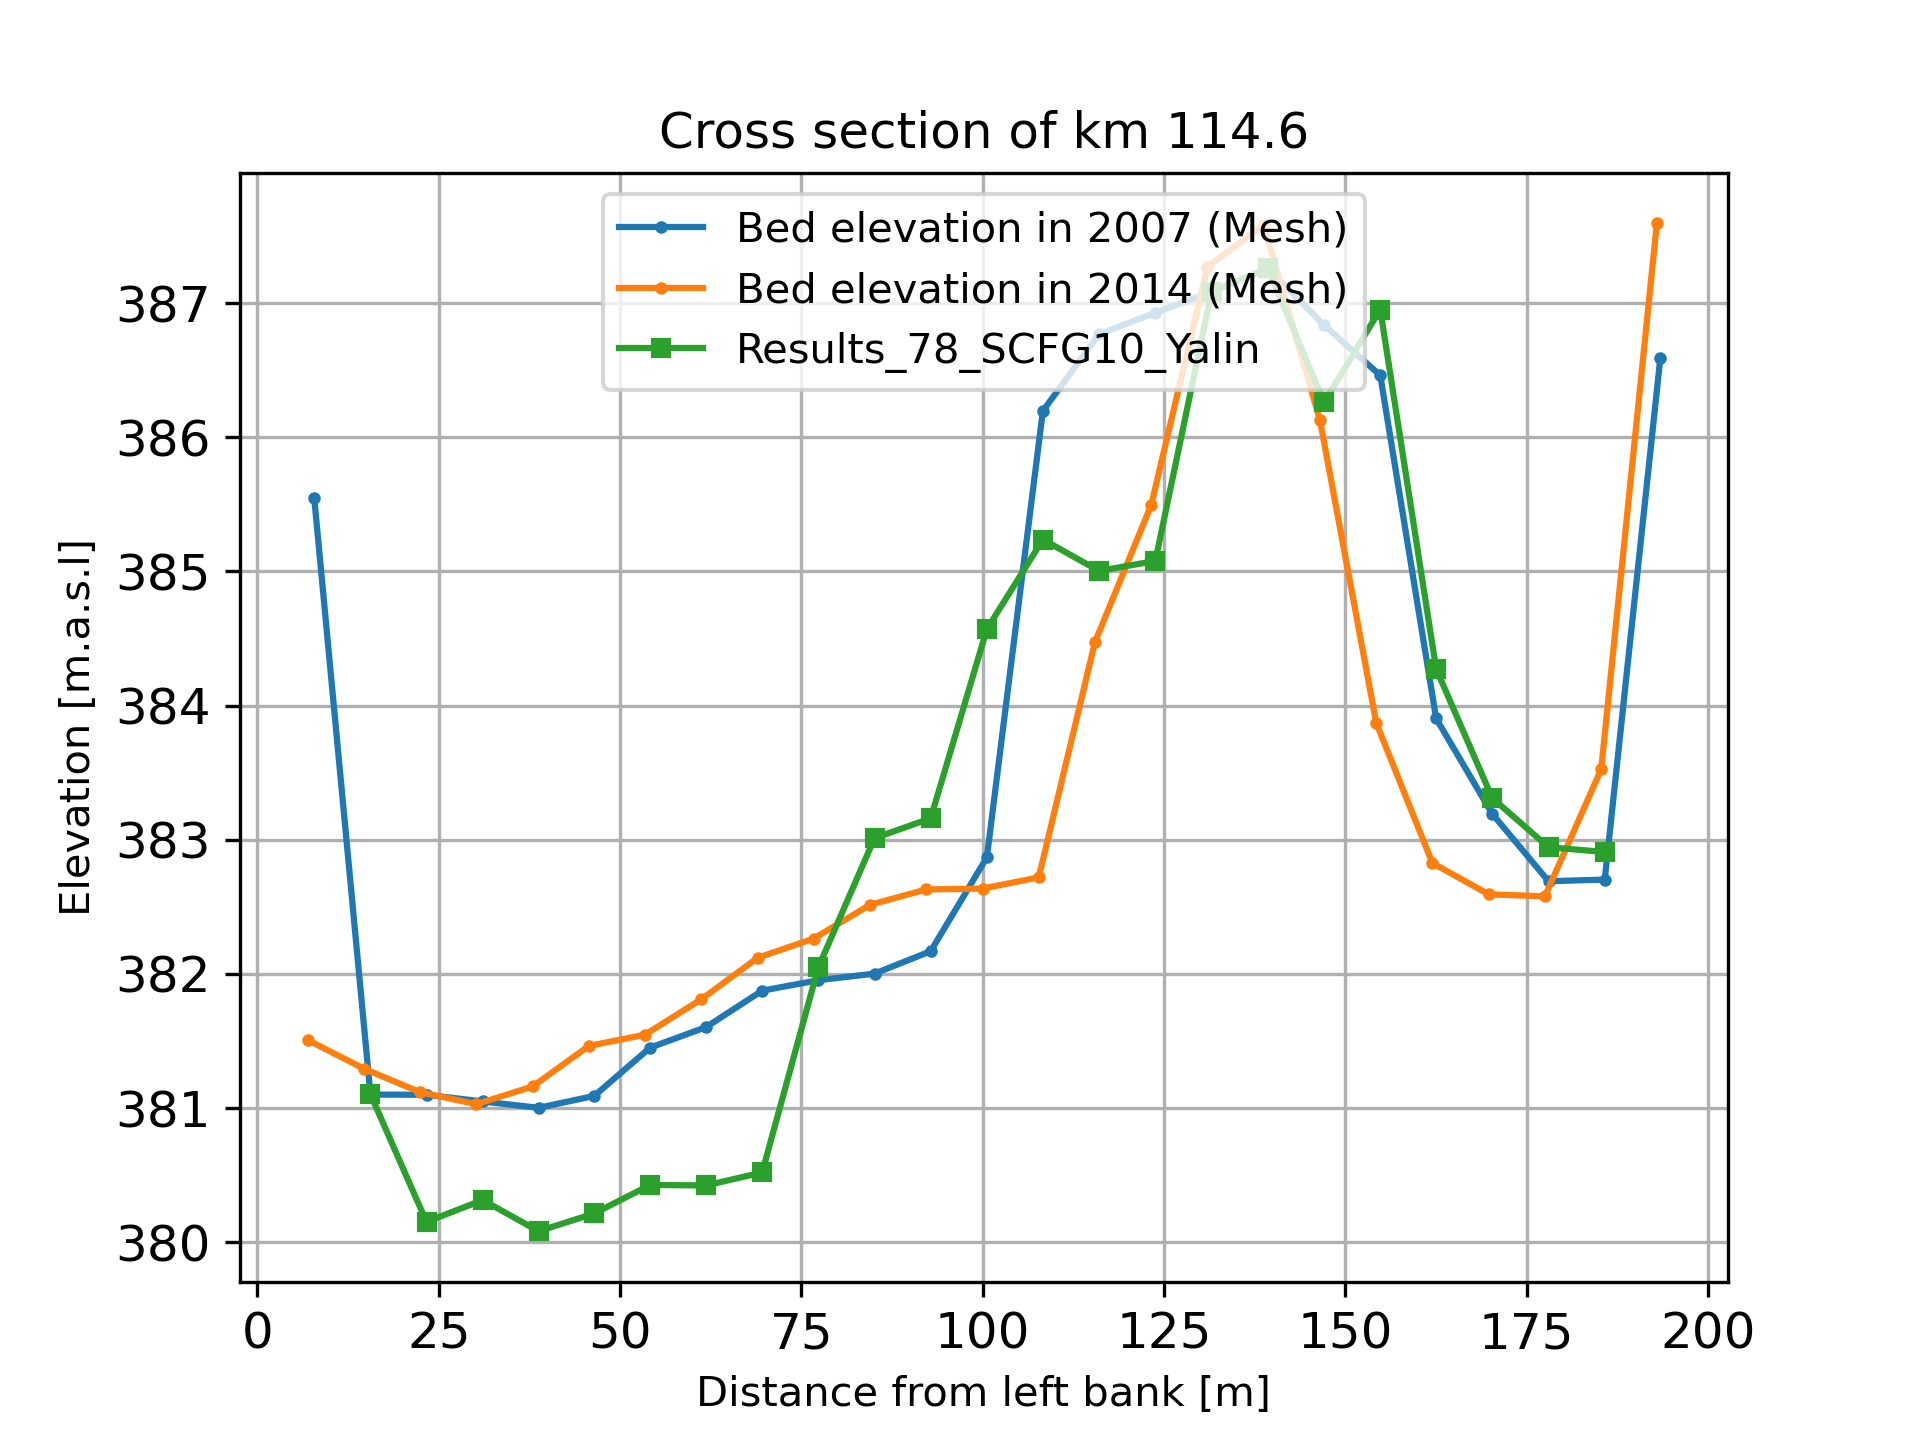 Cross section of km 114.6
Bed elevation in 2007 (Mesh)
Bed elevation in 2014 (Mesh)
Results_78_SCFG10_Yalin
Elevation [m.a.s.l]
387
386
385
384
383
382
381
380
0 25 50 75 100 125 150 175 200
Distance from left bank [m]